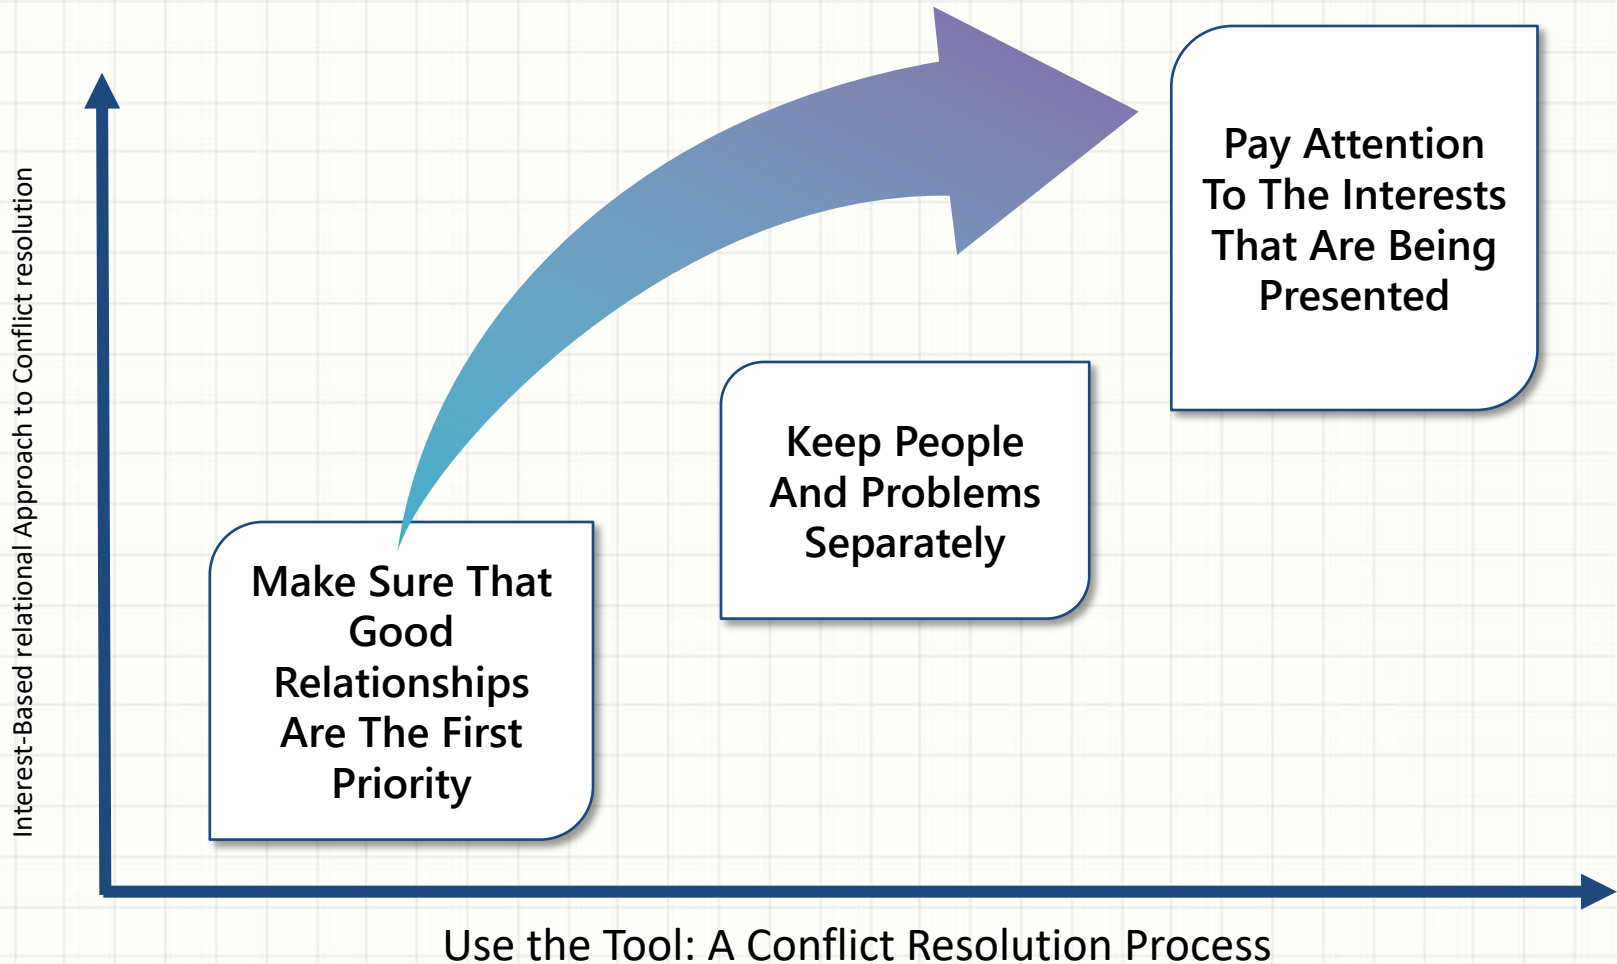 Interest-Based relational Approach to Conflict resolution
Make Sure That
Good
Relationships
Are The First
Priority
Keep People
And Problems
Separately
Pay Attention
To The Interests
That Are Being
Presented
Use the Tool: A Conflict Resolution Process